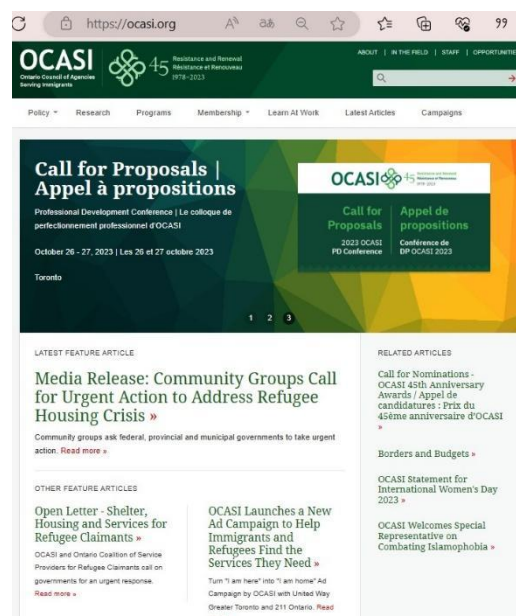 https://ocasi.org
99
OCASI
Ontario Council of Agencies
Serving Immigrants
45
Resistance and Renewal
Résistance et Renouveau
1978-2023
ABOUT | IN THE FIELD | STAFF | OPPORTUNITIE
Policy
Research
Programs
Membership
Learn At Work
Latest Articles
Campaigns
Call for Proposals |
Appel à propositions
Professional Development Conference | Le colloque de
perfectionnement professionnel d'OCASI
October 26 - 27, 2023 | Les 26 et 27 octobre 2023
Toronto
OCASI 45
Call for
Proposals
2023 OCASI
PD Conference
Appel de
propositions
Conférence de
DP OCASI 2023
1 2 3
LATEST FEATURE ARTICLE
Media Release: Community Groups Call
for Urgent Action to Address Refugee
Housing Crisis »
Community groups ask federal, provincial and municipal governments to take urgent
action. Read more »
OTHER FEATURE ARTICLES
Open Letter - Shelter,
Housing and Services for
Refugee Claimants »
OCASI and Ontario Coalition of Service
Providers for Refugee Claimants call on
governments for an urgent response.
Read more »
OCASI Launches a New
Ad Campaign to Help
Immigrants and
Refugees Find the
Services They Need »
Turn "I am here" into "I am home" Ad
Campaign by OCASI with United Way
Greater Toronto and 211 Ontario. Read
RELATED ARTICLES
Call for Nominations -
OCASI 45th Anniversary
Awards / Appel de
candidatures : Prix du
45ème anniversaire d'OCASI
»
Borders and Budgets »
OCASI Statement for
International Women's Day
2023 »
OCASI Welcomes Special
Representative on
Combating Islamophobia »